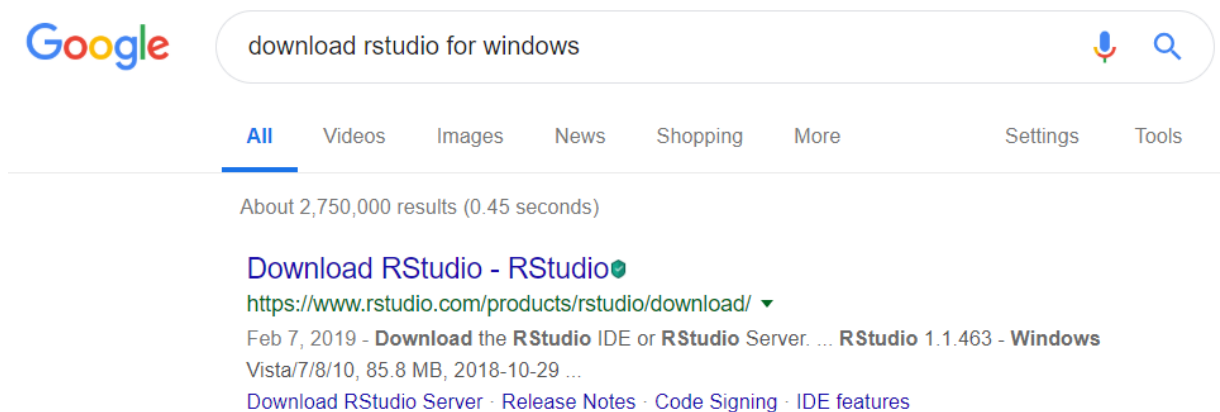 Google download rstudio for windows
All Videos Images News Shopping More Settings Tools
About 2,750,000 results (0.45 seconds)
Download RStudio - RStudio
https://www.rstudio.com/products/rstudio/download/
Feb 7, 2019 - Download the RStudio IDE or RStudio Server. ... RStudio 1.1.463 - Windows
Vista/7/8/10, 85.8 MB, 2018-10-29 ...
Download RStudio Server · Release Notes · Code Signing · IDE features